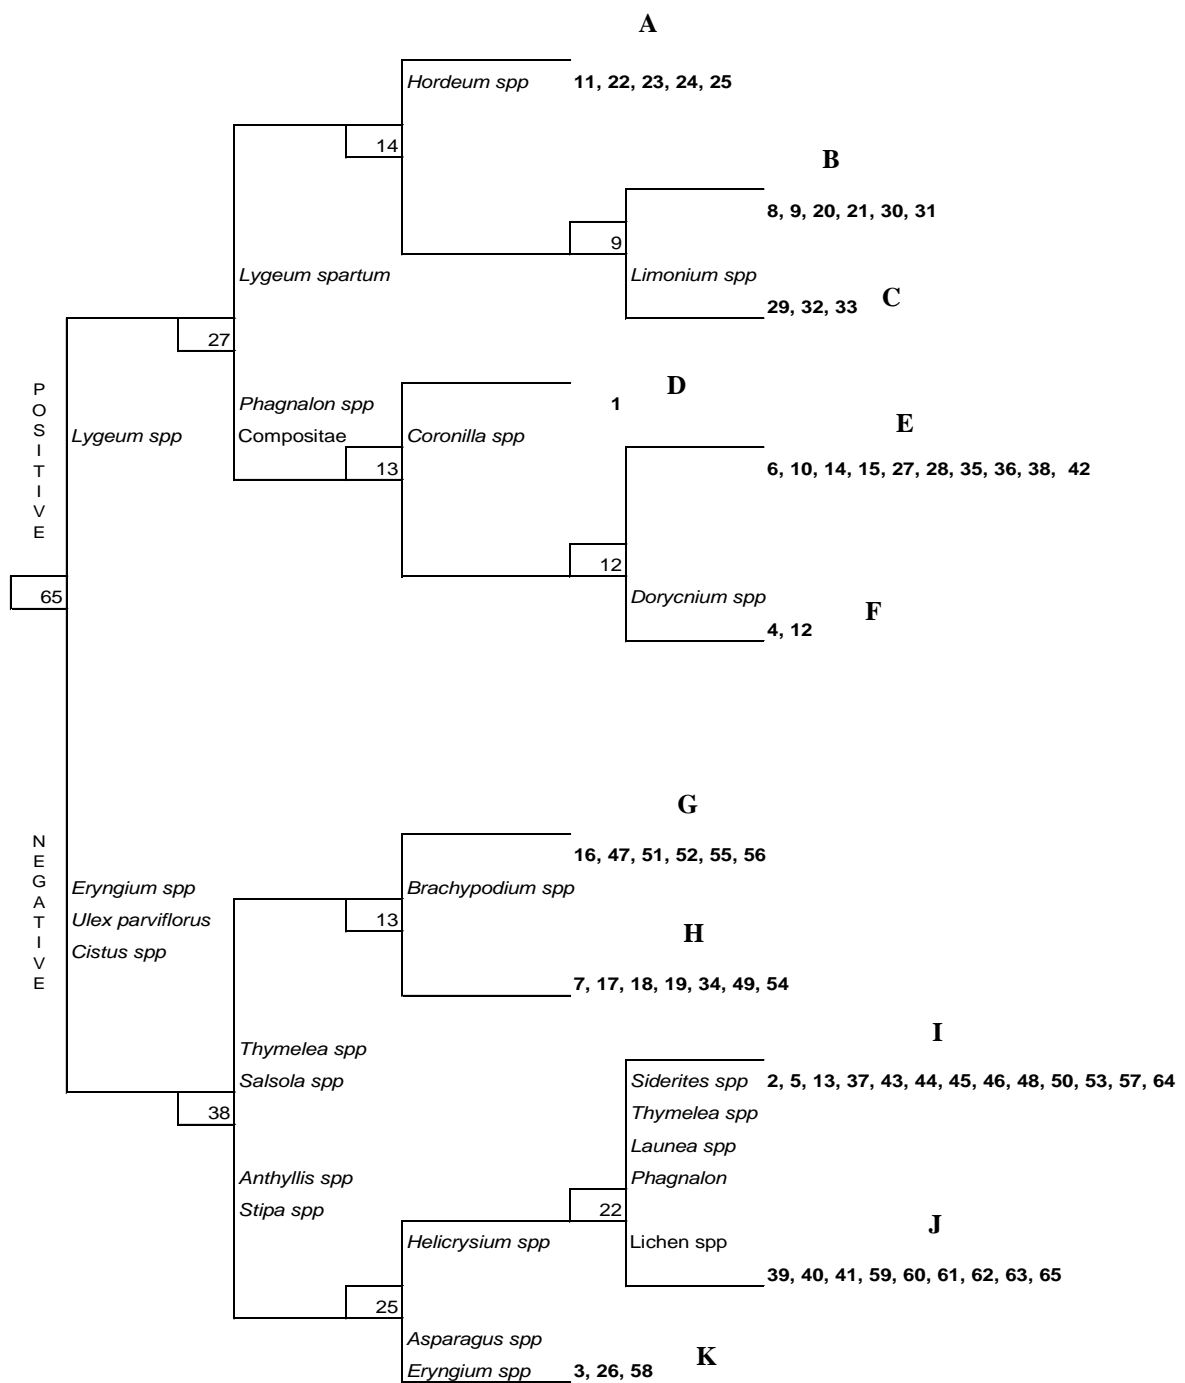 A
Hordeum spp 11, 22, 23, 24, 25
14
B
8, 9, 20, 21, 30, 31
9
Lygeum spartum
Limonium spp
29, 32, 33 C
27
D
POSITIVE
Phagnalon spp
1
E
Lygeum spp
Compositae
Coronilla spp
13
6, 10, 14, 15, 27, 28, 35, 36, 38, 42
12
65
Dorycnium spp
F
4, 12
G
NEGATIVE
16, 47, 51, 52, 55, 56
Eryngium spp
Brachypodium spp
Ulex parviflorus
13
Cistus spp
H
7, 17, 18, 19, 34, 49, 54
I
Thymelea spp
Salsola spp
Siderites spp 2, 5, 13, 37, 43, 44, 45, 46, 48, 50, 53, 57, 64
38
Thymelea spp
Launea spp
Anthyllis spp
Phagnalon
Stipa spp
22
J
Helicrysium spp
Lichen spp
39, 40, 41, 59, 60, 61, 62, 63, 65
25
Asparagus spp
Eryngium spp 3, 26, 58 K